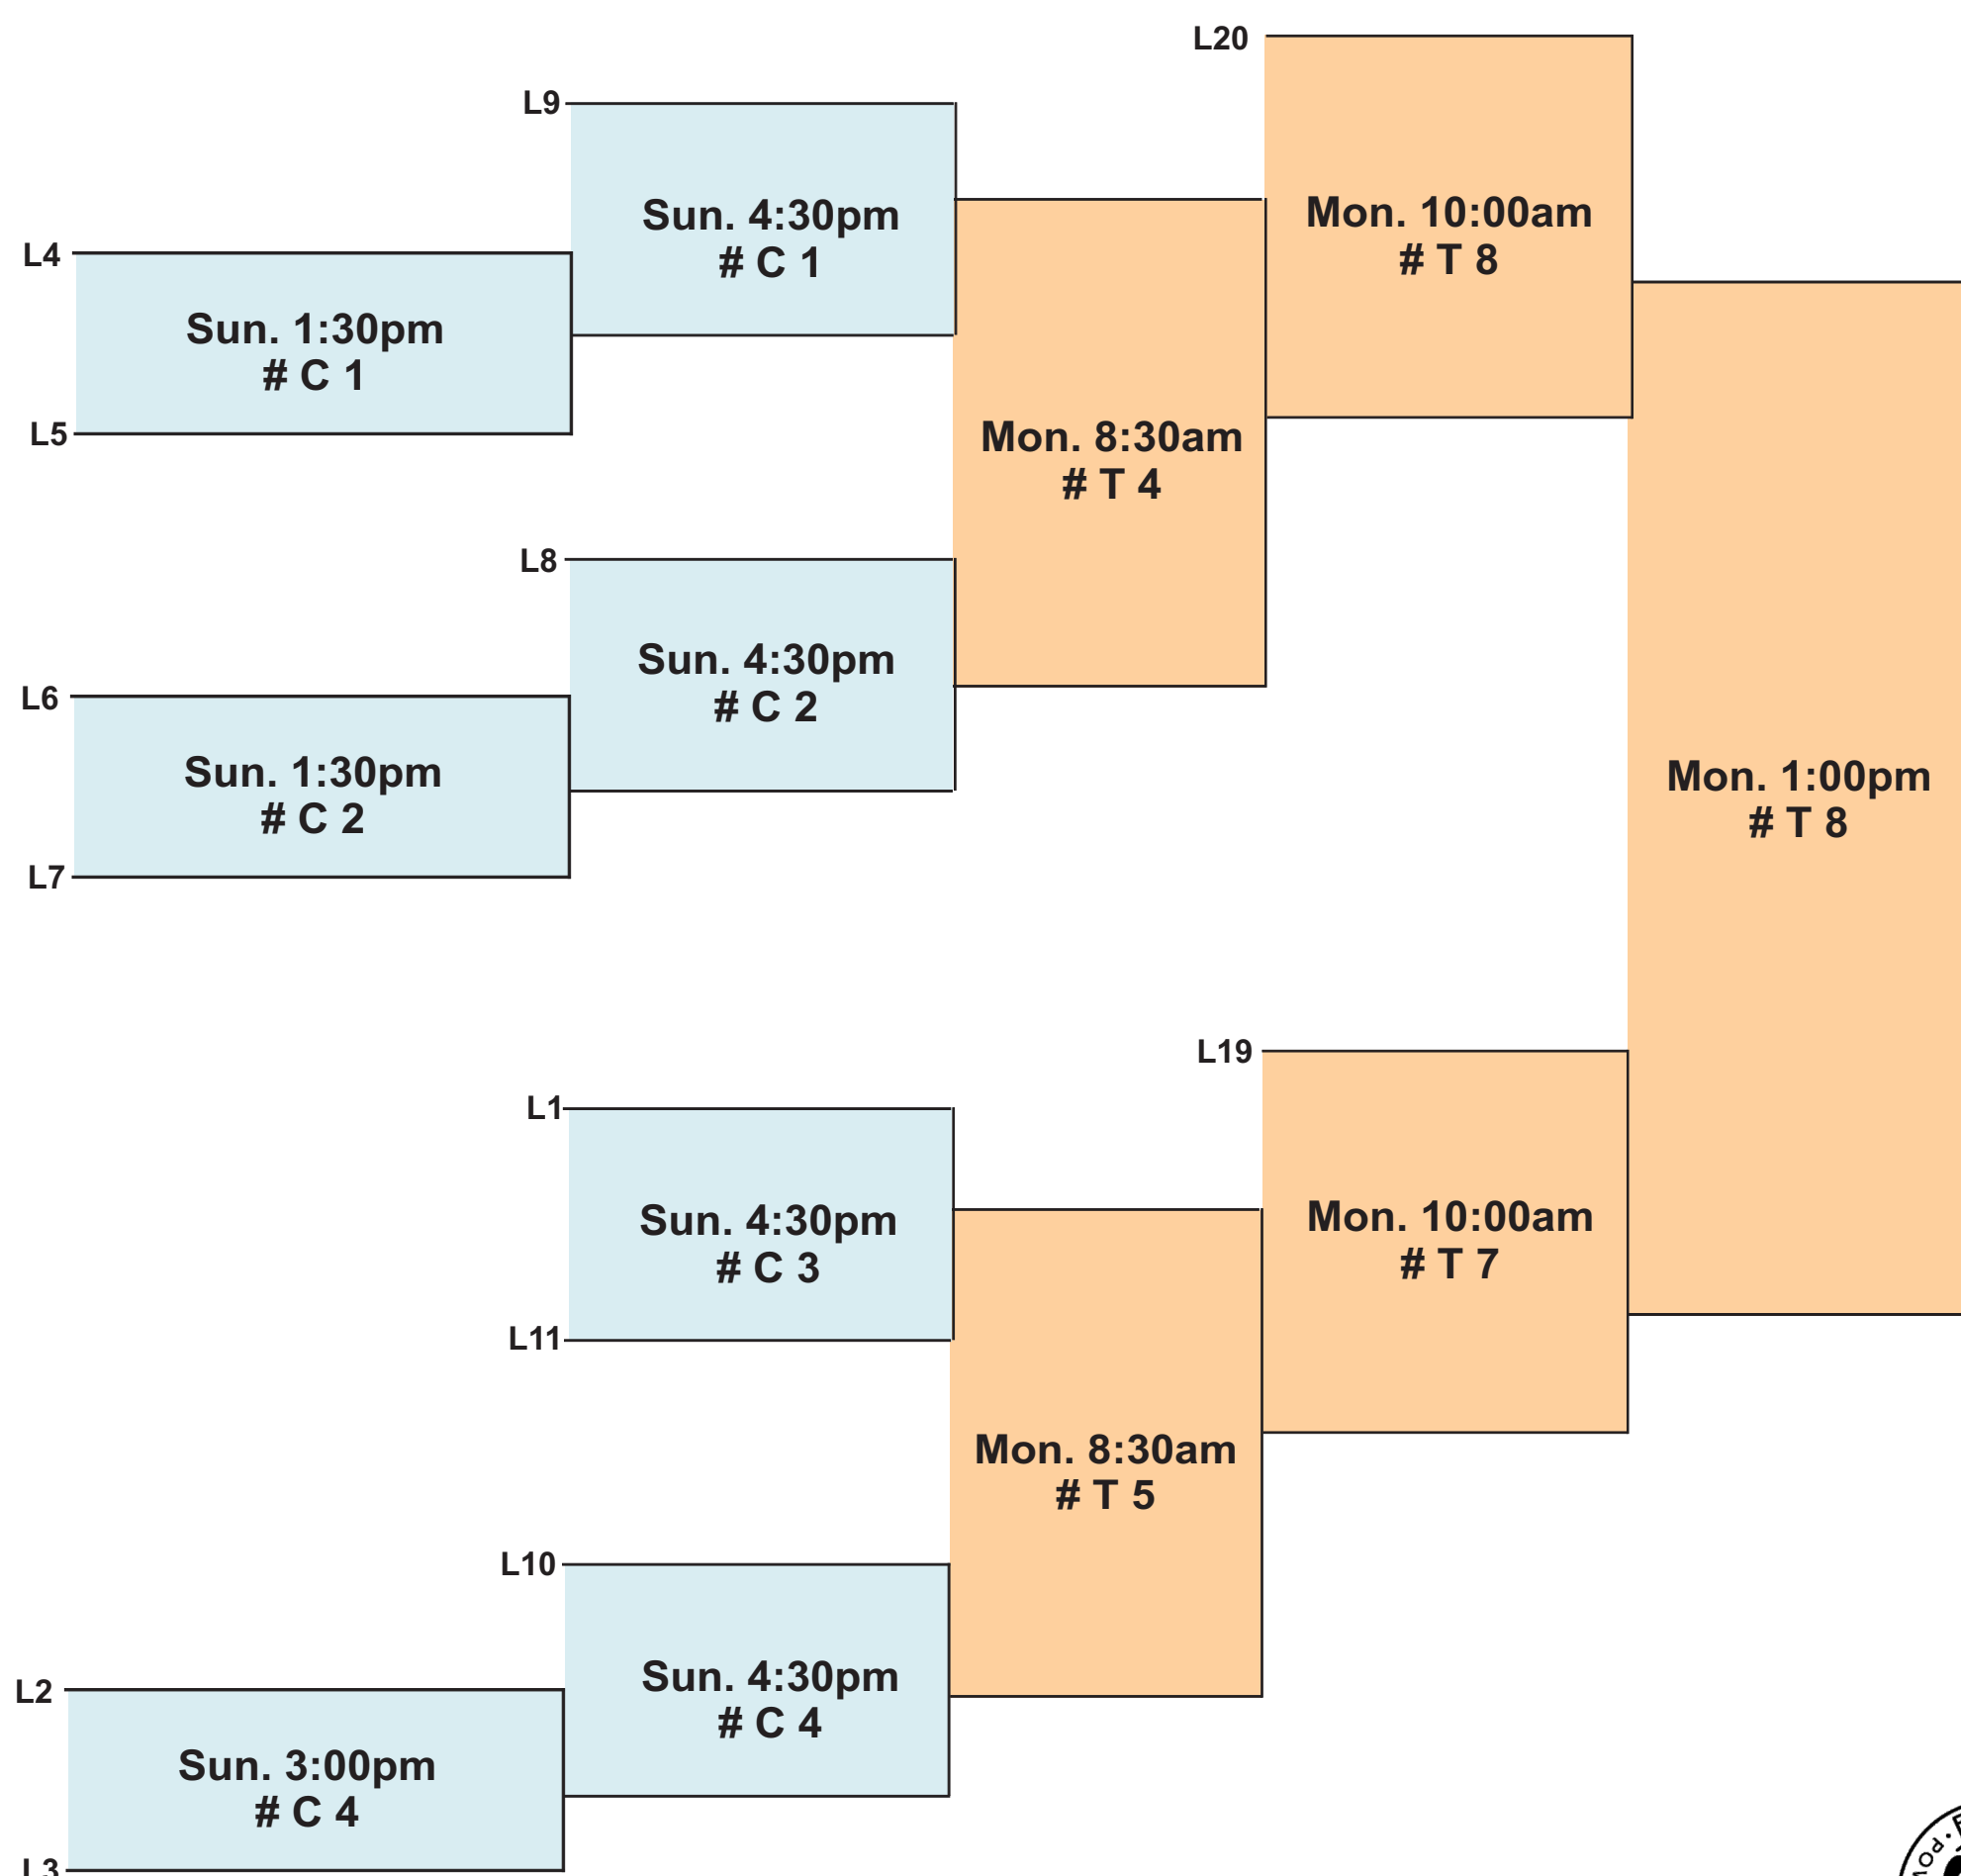 L20
L9
Sun. 4:30pm
# C 1
Mon. 10:00am
# T 8
L4
Sun. 1:30pm
# C 1
L5
Mon. 8:30am
# T 4
L8
Sun. 4:30pm
# C 2
L6
Sun. 1:30pm
# C 2
L7
Mon. 1:00pm
# T 8
L19
L1
Sun. 4:30pm
# C 3
Mon. 10:00am
# T 7
L11
Mon. 8:30am
# T 5
L10
Sun. 4:30pm
# C 4
L2
Sun. 3:00pm
# C 4
L3